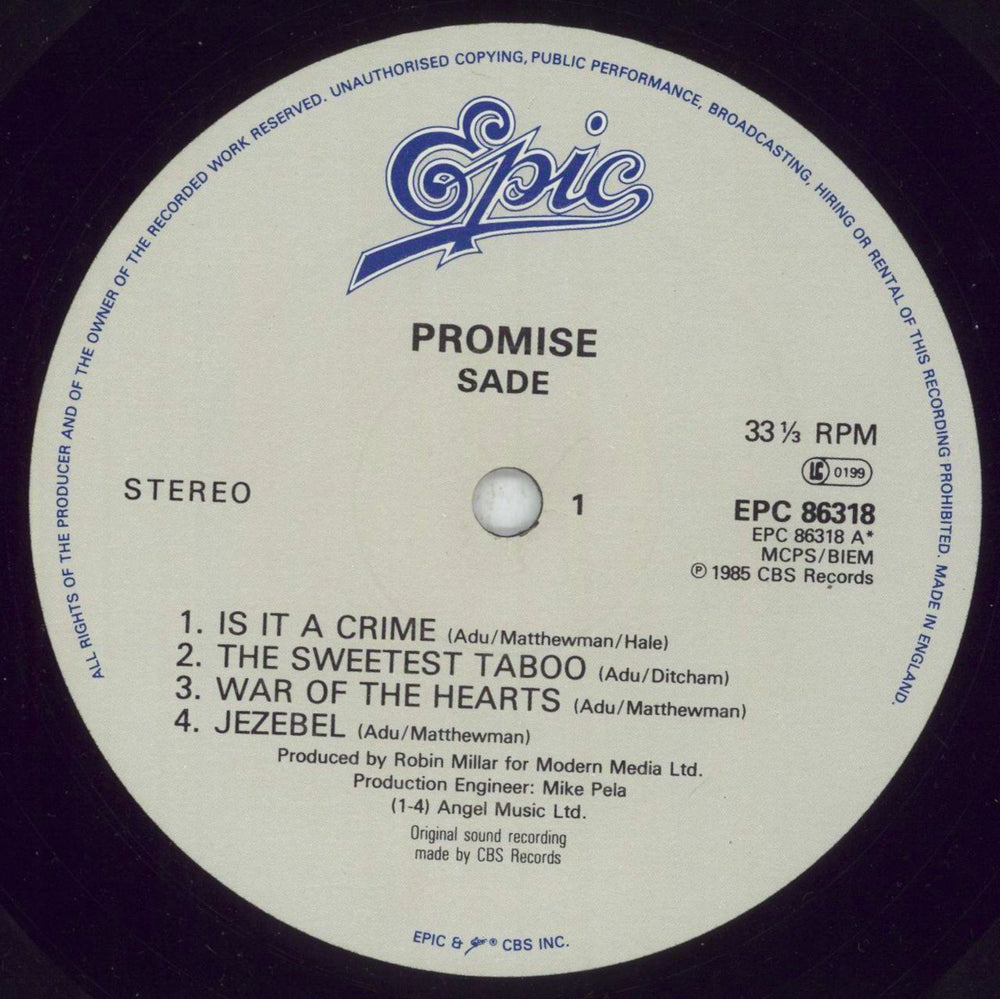 ALL RIGHTS OF THE PRODUCER AND OF THE OWNER OF THE RECORDED WORK RESERVED. UNAUTHORISED COPYING, PUBLIC PERFORMANCE, BROADCASTING, HIRING OR RENTAL OF THIS RECORDING PROHIBITED. MADE IN ENGLAND.
Epic
PROMISE
SADE
33 ⅓ RPM
LC 0199
STEREO
1
EPC 86318
EPC 86318 A*
MCPS/BIEM
℗ 1985 CBS Records
1. IS IT A CRIME (Adu/Matthewman/Hale)
2. THE SWEETEST TABOO (Adu/Ditcham)
3. WAR OF THE HEARTS (Adu/Matthewman)
4. JEZEBEL (Adu/Matthewman)
Produced by Robin Millar for Modern Media Ltd.
Production Engineer: Mike Pela
(1-4) Angel Music Ltd.
Original sound recording
made by CBS Records
EPIC & Epic ® CBS INC.